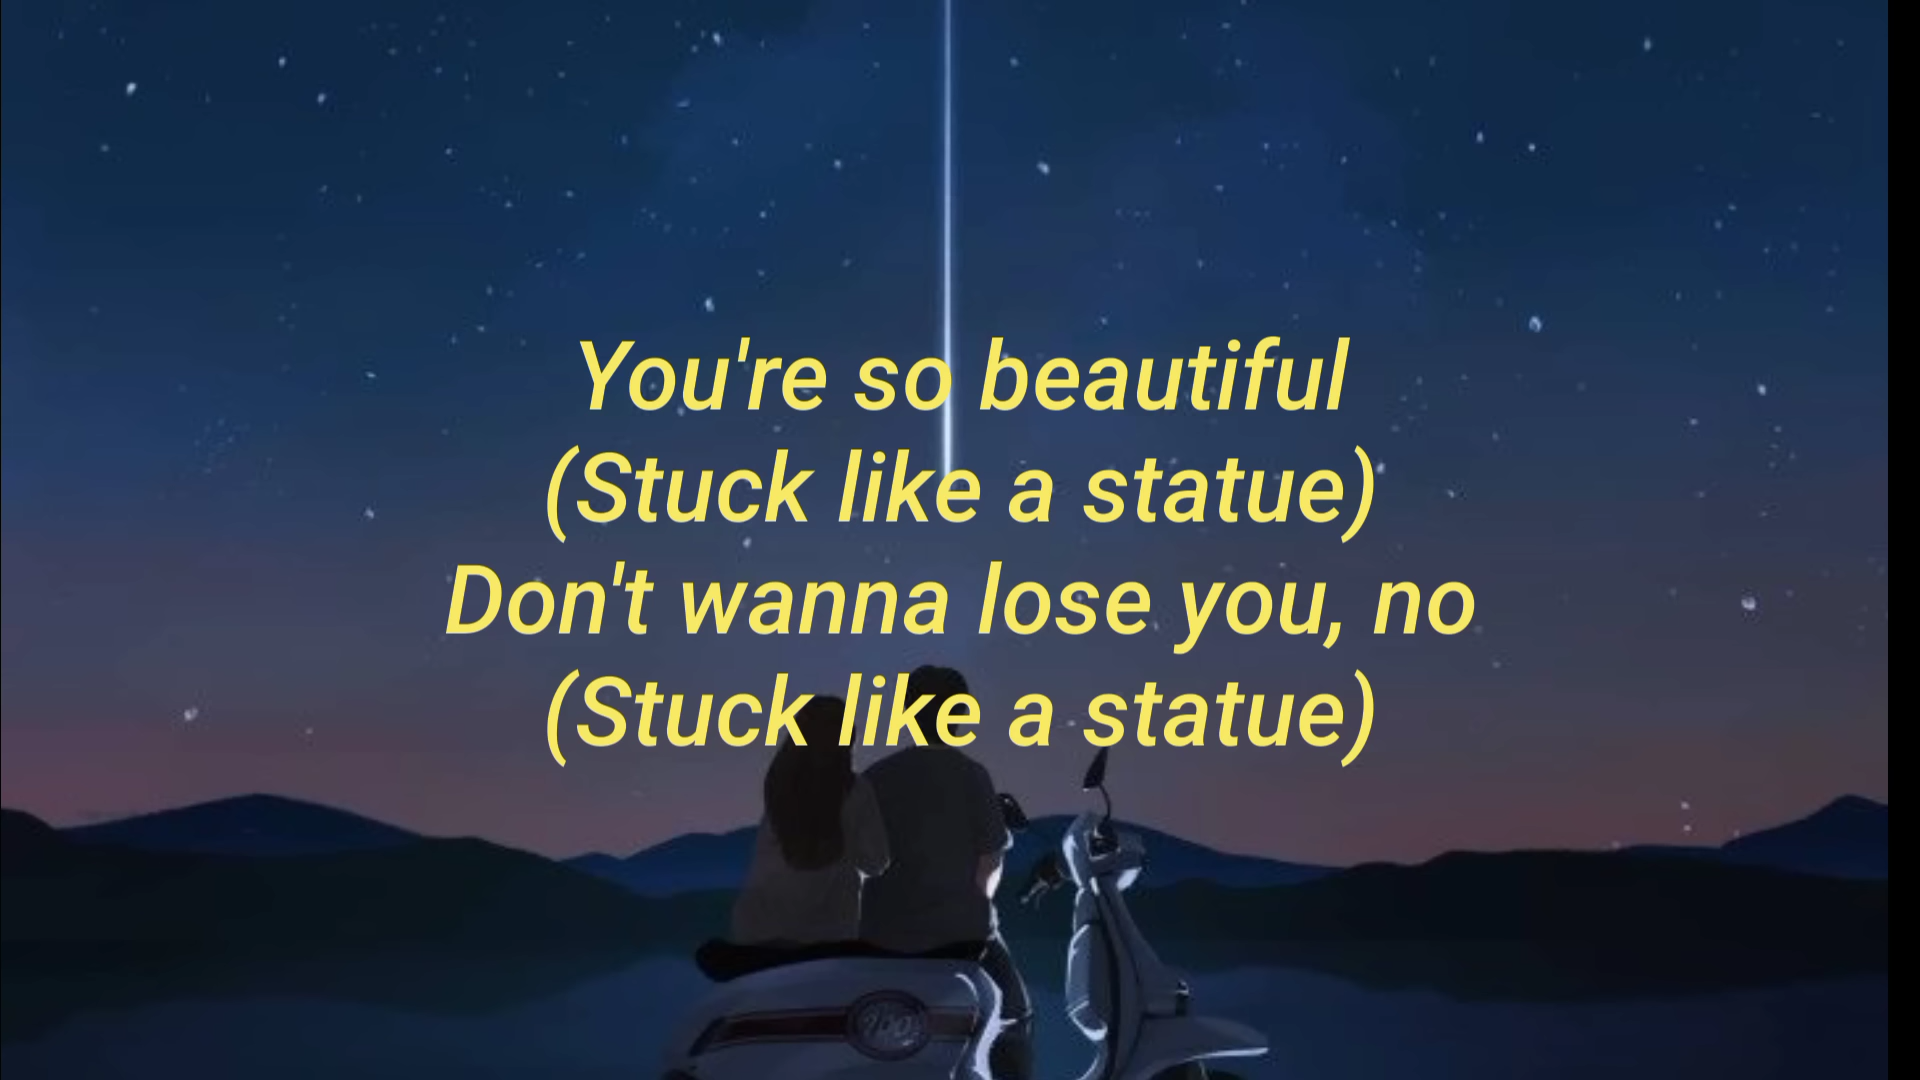 You're so beautiful
(Stuck like a statue)
Don't wanna lose you, no
(Stuck like a statue)